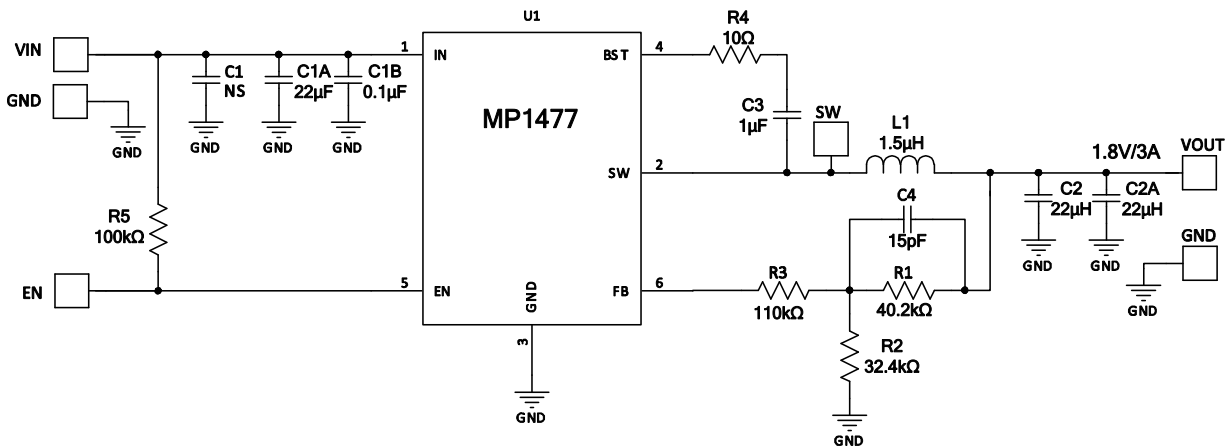 U1
VIN
GND
GND
C1
NS
GND
C1A
22µF
GND
C1B
0.1µF
GND
R5
100kΩ
EN
1
IN
5
EN
MP1477
GND
3
GND
BST
4
SW
2
FB
6
R4
10Ω
C3
1µF
SW
L1
1.5µH
1.8V/3A
VOUT
C4
15pF
C2
22µH
GND
C2A
22µH
GND
GND
GND
R3
110kΩ
R1
40.2kΩ
R2
32.4kΩ
GND